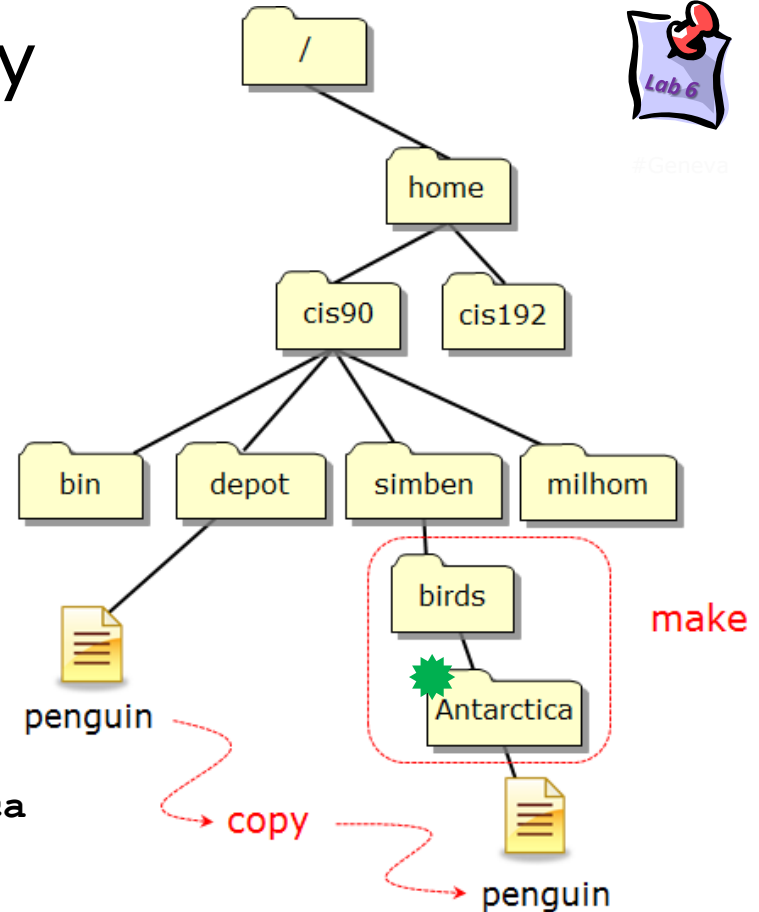 y
/
Lab 6
#Geneva
home
cis90
cis192
bin
depot
simben
milhom
birds
make
Antarctica
penguin
a
copy
penguin